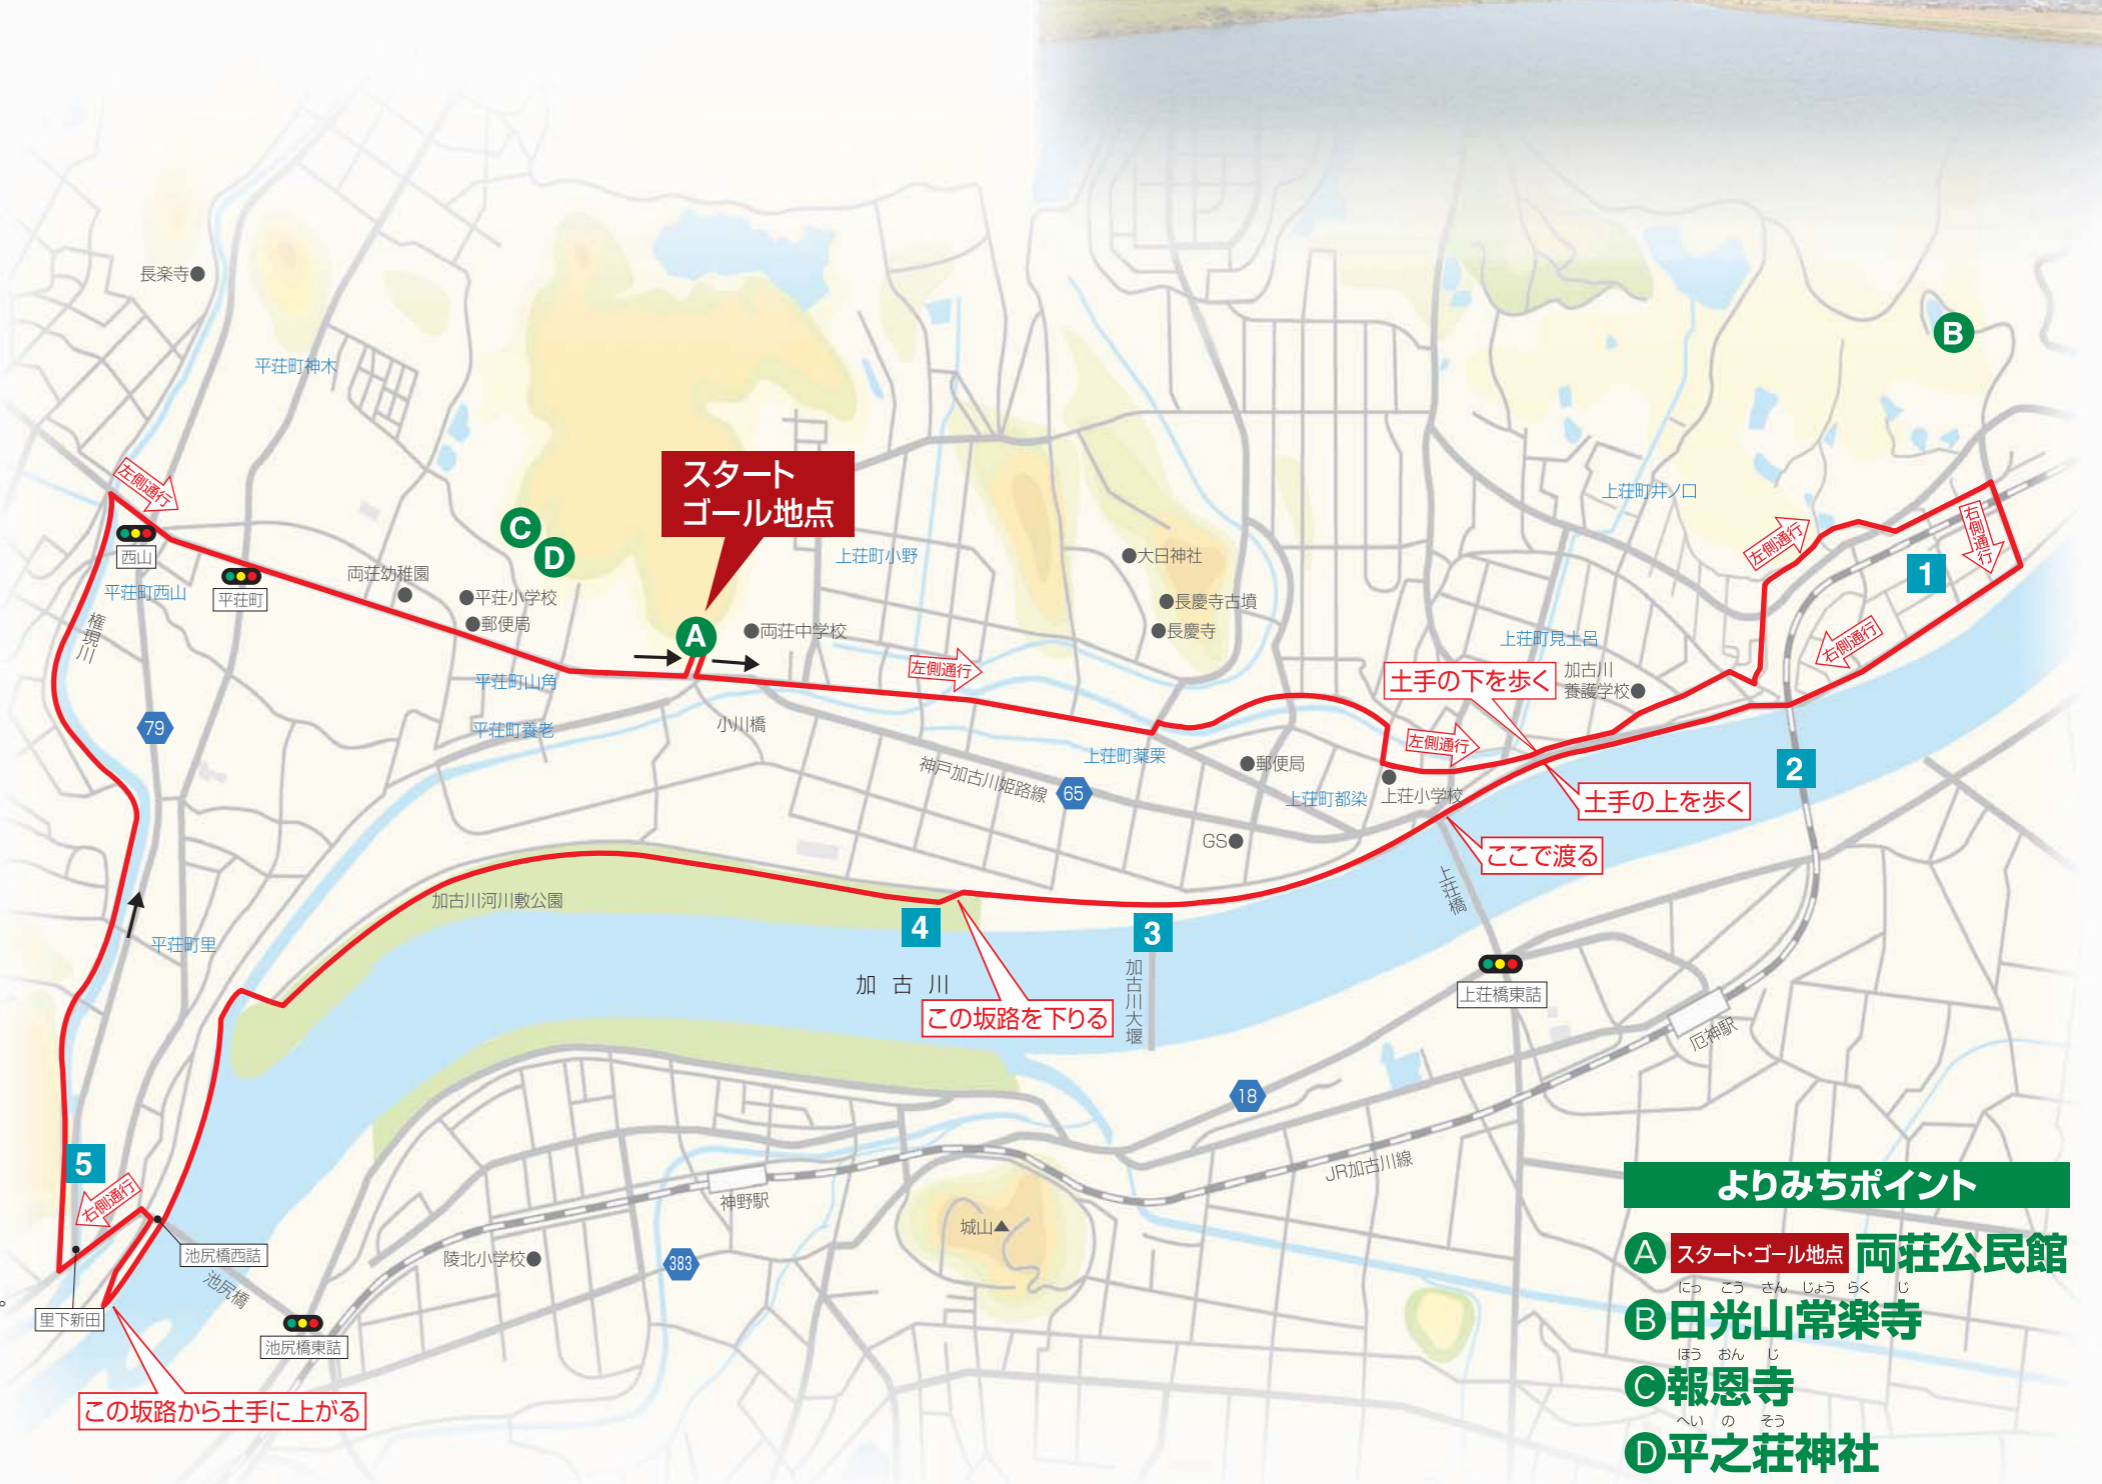 長楽寺
平荘町神木
左側通行
西山
平荘町西山
平荘町
権現川
両荘幼稚園
平荘小学校
郵便局
C
D
スタート
ゴール地点
A
両荘中学校
平荘町山角
平荘町養老
小川橋
上荘町小野
左側通行
大日神社
長慶寺古墳
長慶寺
上荘町薬栗
神戸加古川姫路線
65
郵便局
上荘町都染
上荘小学校
GS
左側通行
土手の下を歩く
上荘町見土呂
加古川
養護学校
上荘町井ノ口
B
左側通行
右側通行
1
右側通行
2
土手の上を歩く
ここで渡る
上荘橋
上荘橋東詰
厄神駅
79
平荘町里
加古川河川敷公園
4
3
加古川
加古川大堰
この坂路を下りる
18
JR加古川線
5
右側通行
池尻橋西詰
池尻橋
里下新田
池尻橋東詰
この坂路から土手に上がる
。
神野駅
陵北小学校
383
城山
よりみちポイント
A スタート・ゴール地点 両荘公民館
にっ こう さん じょう らく じ
B 日光山常楽寺
ほう おん じ
C 報恩寺
へい の そう
D 平之荘神社